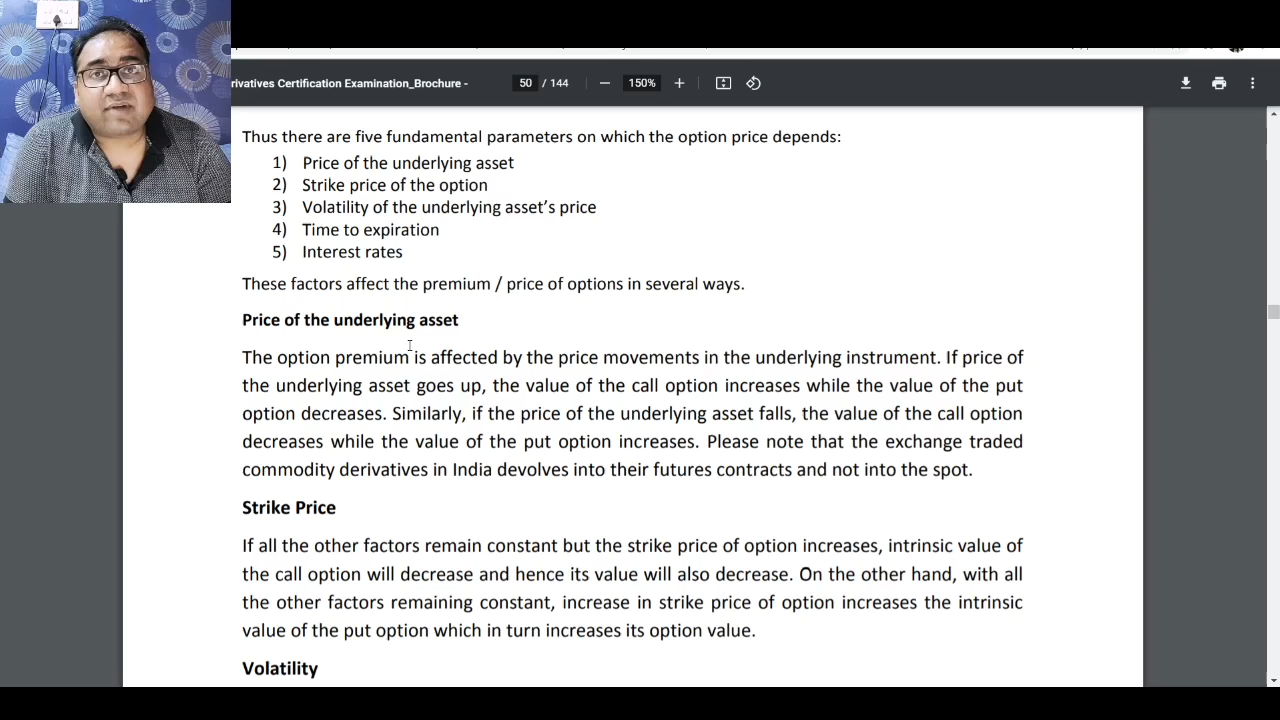 rivatives Certification Examination_Brochure -
50 / 144
150%
Thus there are five fundamental parameters on which the option price depends:
1) Price of the underlying asset
2) Strike price of the option
3) Volatility of the underlying asset's price
4) Time to expiration
5) Interest rates
These factors affect the premium / price of options in several ways.
Price of the underlying asset
The option premium is affected by the price movements in the underlying instrument. If price of
the underlying asset goes up, the value of the call option increases while the value of the put
option decreases. Similarly, if the price of the underlying asset falls, the value of the call option
decreases while the value of the put option increases. Please note that the exchange traded
commodity derivatives in India devolves into their futures contracts and not into the spot.
Strike Price
If all the other factors remain constant but the strike price of option increases, intrinsic value of
the call option will decrease and hence its value will also decrease. On the other hand, with all
the other factors remaining constant, increase in strike price of option increases the intrinsic
value of the put option which in turn increases its option value.
Volatility